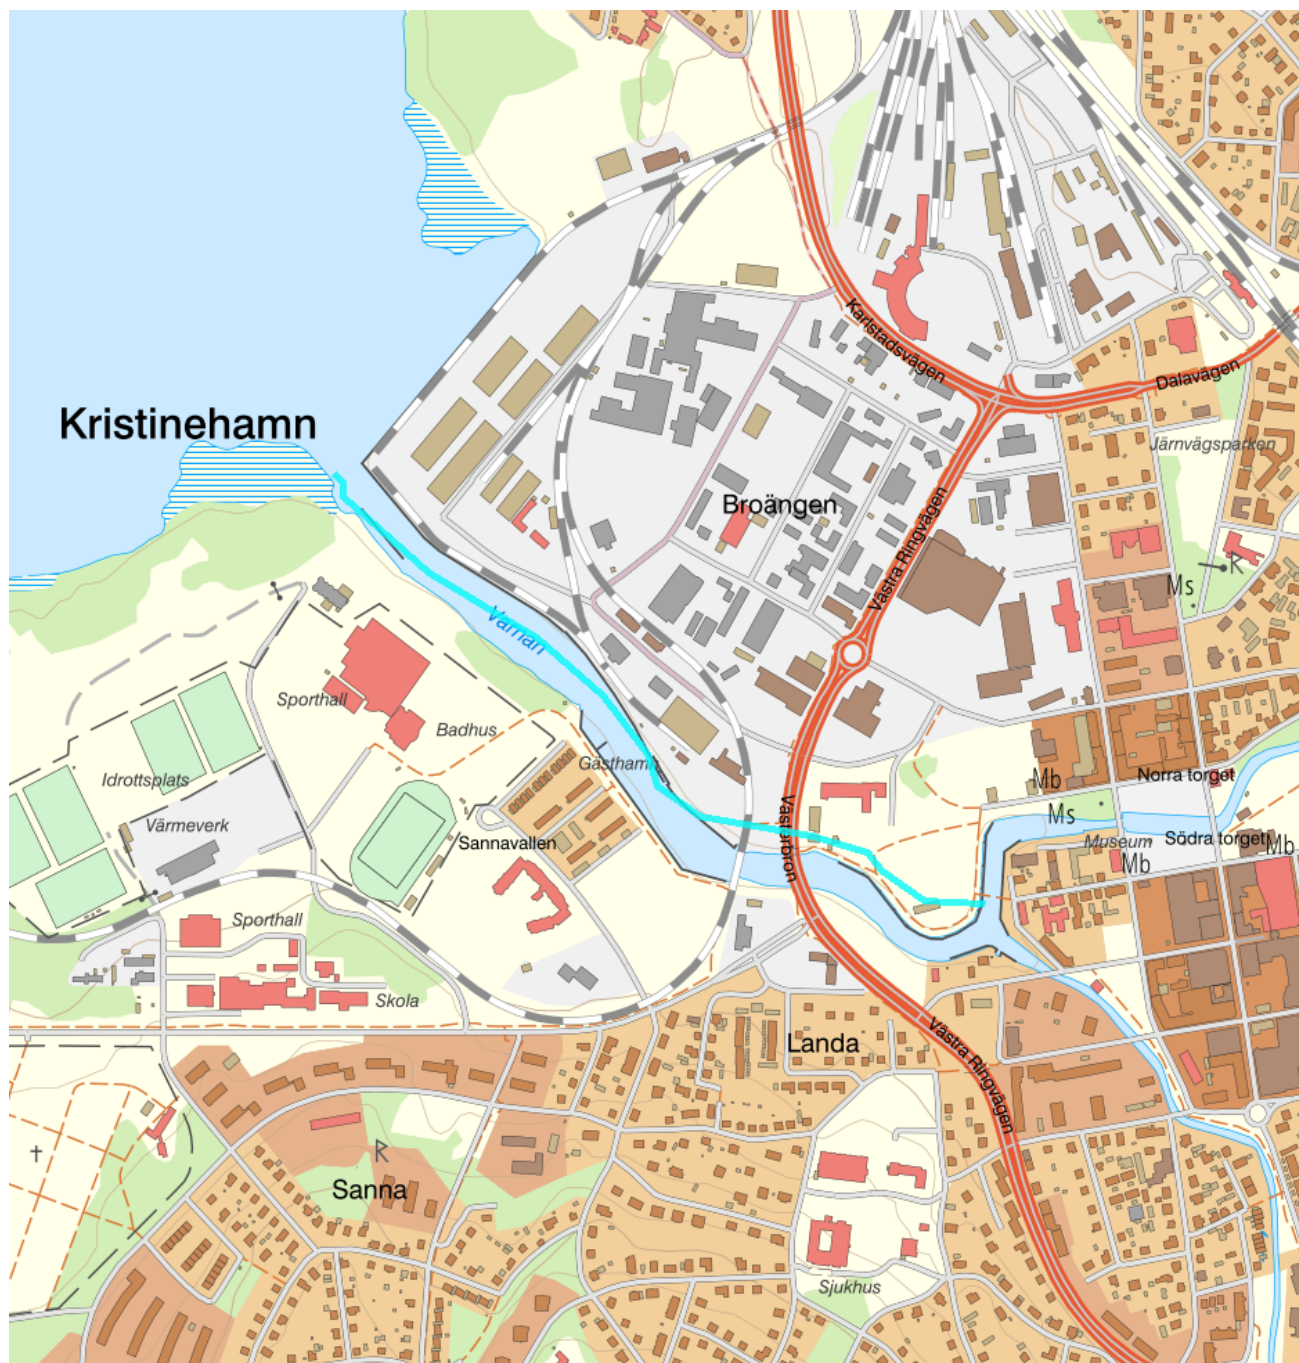 Karlstadsvägen
Dalavägen
Kristinehamn
Järnvägsparken
Broängen
Västra Ringvägen
Ms
Varnan
Sporthall
Badhus
Gästhamn
Idrottsplats
Mb
Norra torget
Värmeverk
Västerbron
Ms
Sannavallen
Museum
Södra torget
Mb
Mb
Sporthall
Skola
Landa
Västra Ringvägen
Sanna
Sjukhus